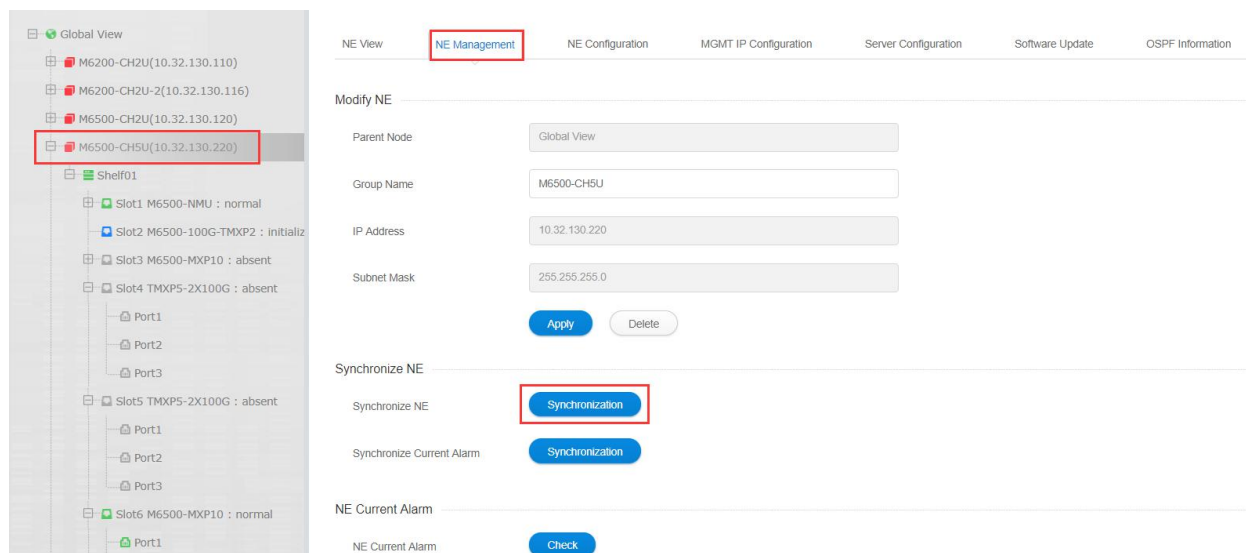 Global View
M6200-CH2U(10.32.130.110)
M6200-CH2U-2(10.32.130.116)
M6500-CH2U(10.32.130.120)
M6500-CH5U(10.32.130.220)
Shelf01
Slot1 M6500-NMU : normal
Slot2 M6500-100G-TMXP2 : initializ
Slot3 M6500-MXP10 : absent
Slot4 TMXP5-2X100G : absent
Port1
Port2
Port3
Slot5 TMXP5-2X100G : absent
Port1
Port2
Port3
Slot6 M6500-MXP10 : normal
Port1
NE View NE Management NE Configuration MGMT IP Configuration Server Configuration Software Update OSPF Information
Modify NE
Parent Node Global View
Group Name M6500-CH5U
IP Address 10.32.130.220
Subnet Mask 255.255.255.0
Apply Delete
Synchronize NE
Synchronize NE Synchronization
Synchronize Current Alarm Synchronization
NE Current Alarm
NE Current Alarm Check